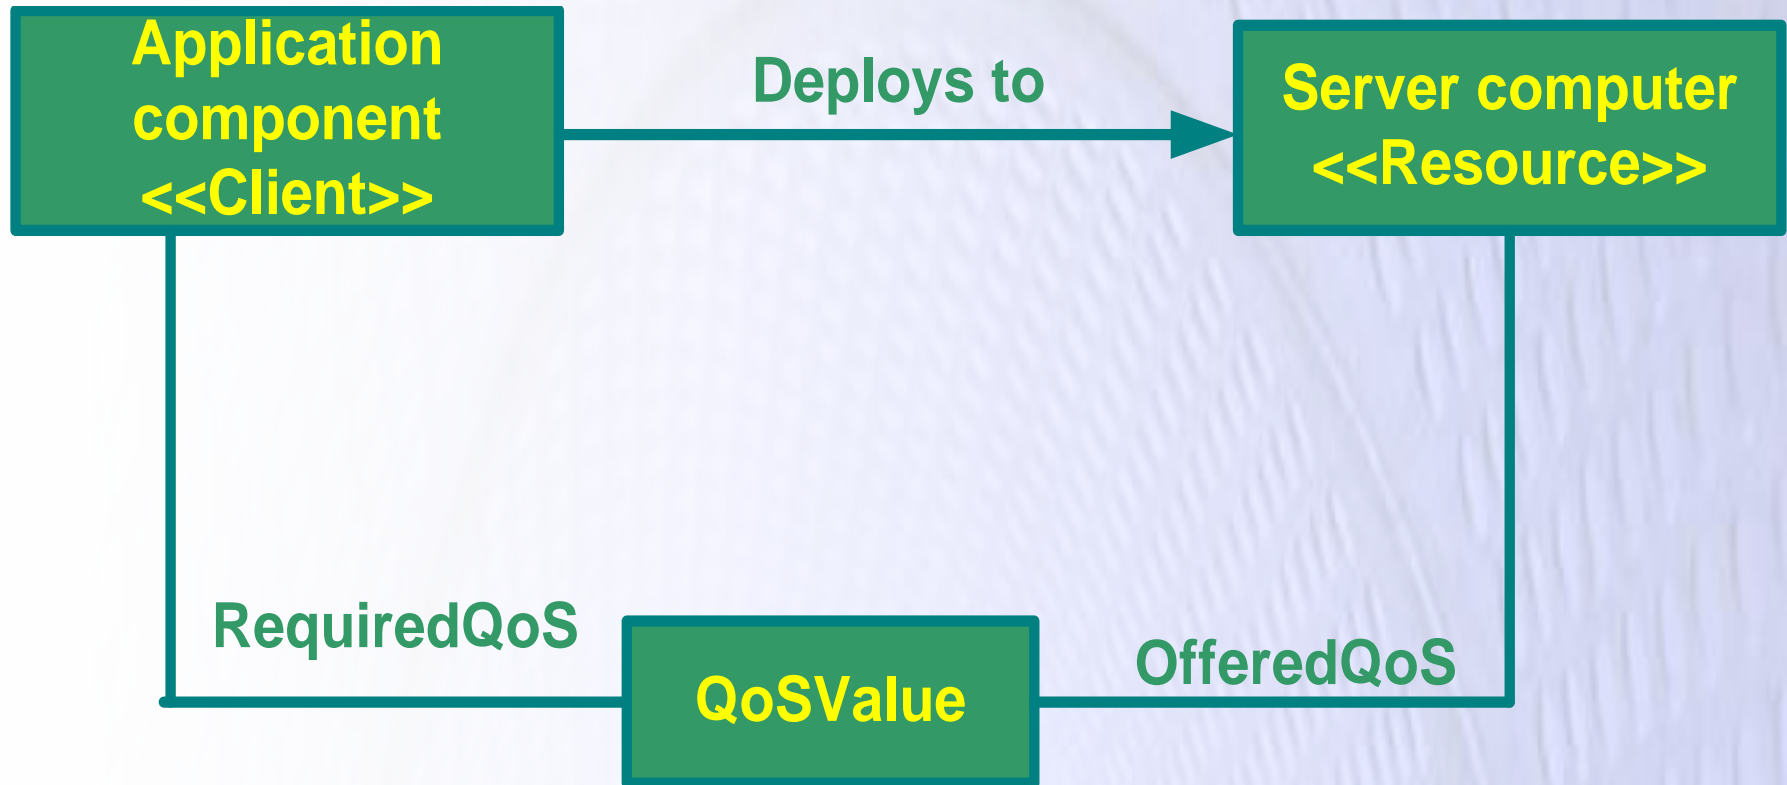 Application
component
<<Client>>
Deploys to
Server computer
<<Resource>>
RequiredQoS
QoSValue
OfferedQoS